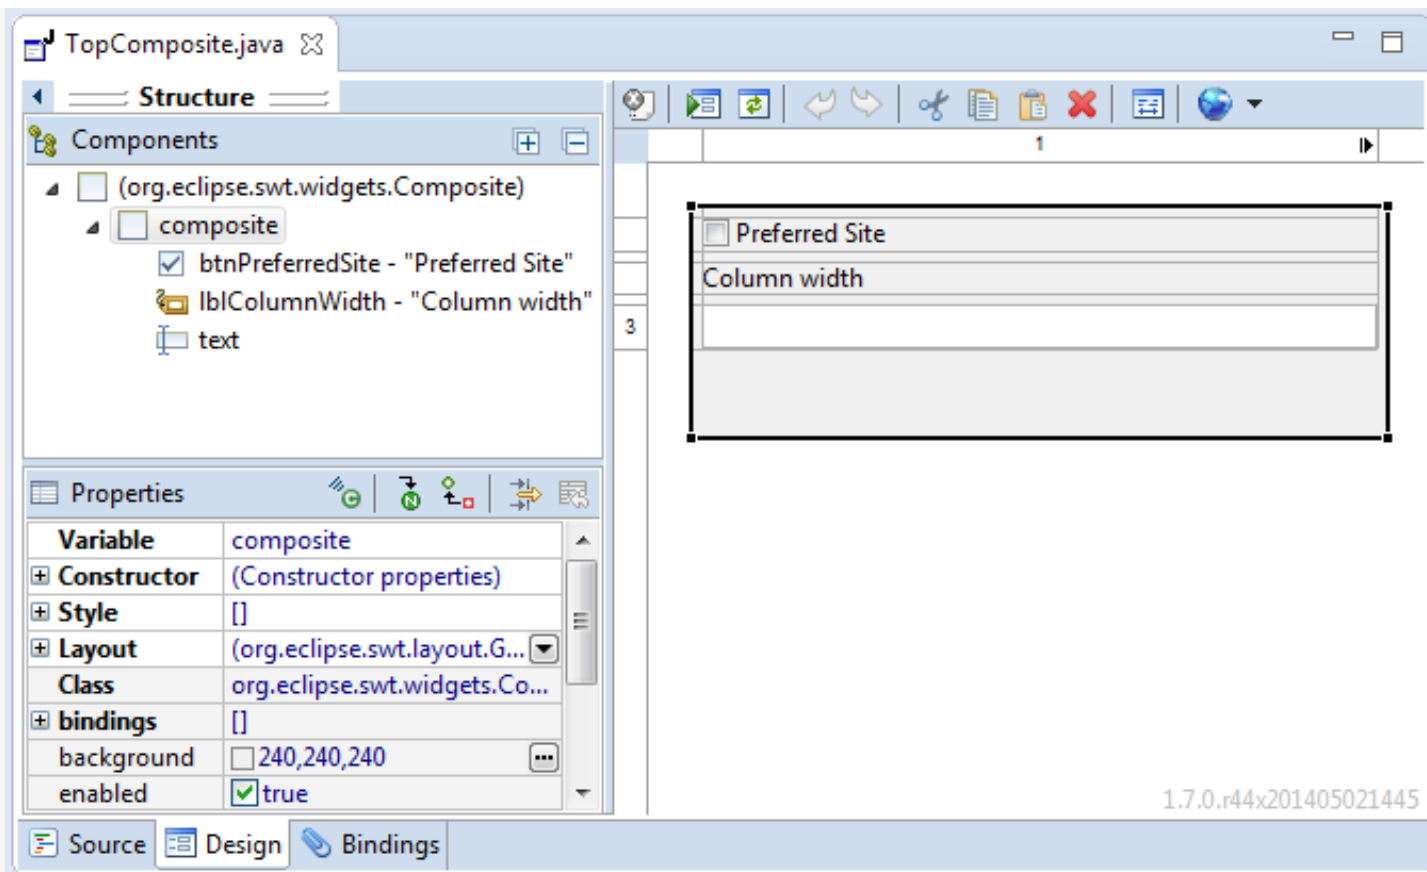 TopComposite.java
Structure
Components
(org.eclipse.swt.widgets.Composite)
composite
btnPreferredSite - "Preferred Site"
lblColumnWidth - "Column width"
text
Properties
Variable composite
Constructor (Constructor properties)
Style []
Layout (org.eclipse.swt.layout.G...
Class org.eclipse.swt.widgets.Co...
bindings []
background 240,240,240
enabled true
1
Preferred Site
Column width
3
1.7.0.r44x201405021445
Source Design Bindings